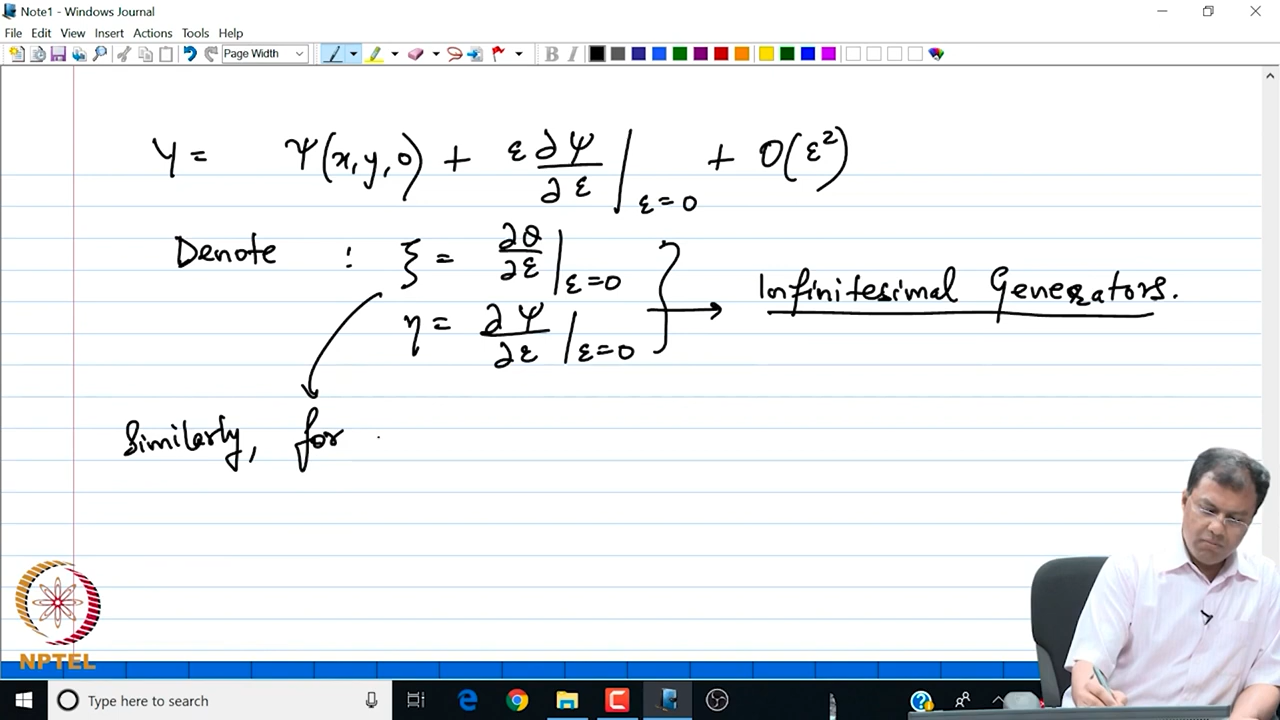 Note1 - Windows Journal
File Edit View Insert Actions Tools Help
Page Width
B I
Y = Ψ(x, y, 0) + ε ∂Ψ/∂ε |ε=0 + O(ε²)
Denote : ξ = ∂θ/∂ε |ε=0
η = ∂Ψ/∂ε |ε=0 } → Infinitesimal Generators.
Similarly, for
NPTEL
Type here to search